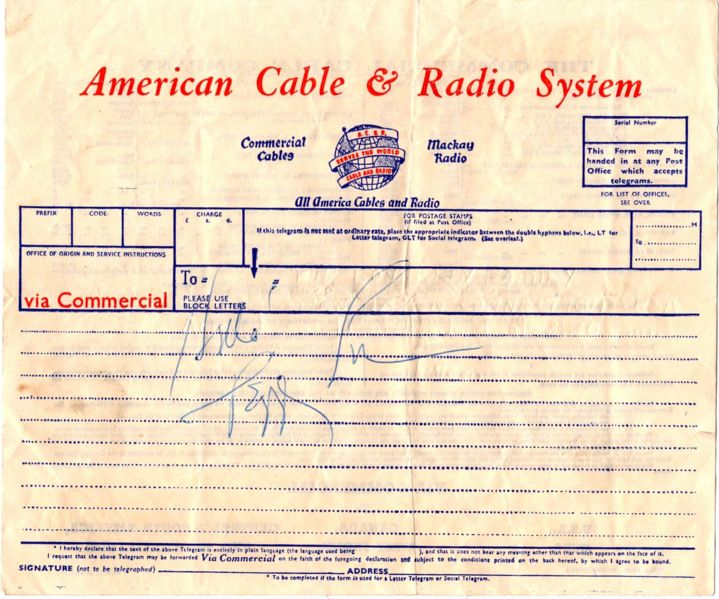 American Cable & Radio System
Commercial
Cables
A.C.&R.
SERVES THE WORLD
CABLE AND RADIO
Mackay
Radio
All America Cables and Radio
Serial Number
This Form may be
handed in at any Post
Office which accepts
telegrams.
FOR LIST OF OFFICES,
SEE OVER
PREFIX
CODE
WORDS
CHARGE
£ s. d.
FOR POSTAGE STAMPS
(if filed at Post Office)
If this telegram is not sent at ordinary rate, place the appropriate indicator between the double hyphens below, i.e., LT for
Letter telegram, GLT for Social telegram. (See overleaf.)
M
To
OFFICE OF ORIGIN AND SERVICE INSTRUCTIONS
via Commercial
To = =
PLEASE USE
BLOCK LETTERS
* I hereby declare that the text of the above Telegram is entirely in plain language (the language used being ), and that is does not bear any meaning other than that which appears on the face of it.
I request that the above Telegram may be forwarded Via Commercial on the faith of the foregoing declaration and subject to the conditions printed on the back hereof, by which I agree to be bound.
SIGNATURE (not to be telegraphed) ADDRESS
* To be completed if the form is used for a Letter Telegram or Social Telegram.